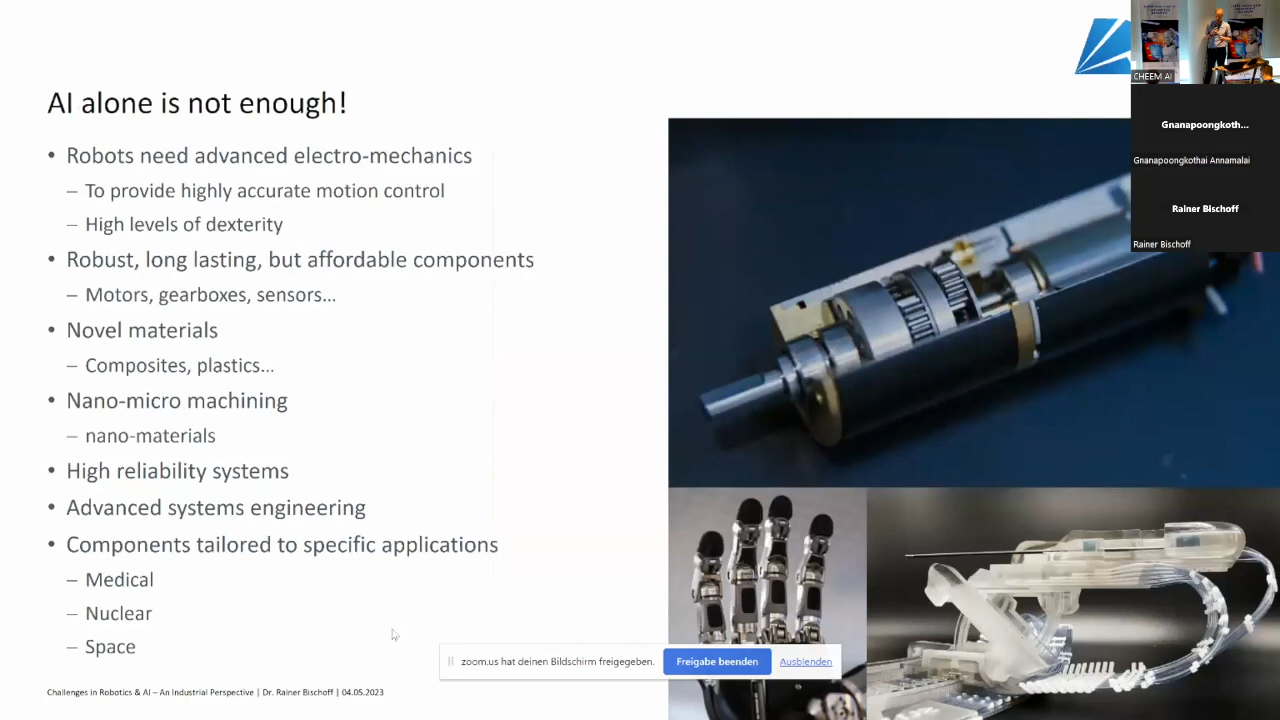 AI alone is not enough!
• Robots need advanced electro-mechanics
– To provide highly accurate motion control
– High levels of dexterity
• Robust, long lasting, but affordable components
– Motors, gearboxes, sensors...
• Novel materials
– Composites, plastics...
• Nano-micro machining
– nano-materials
• High reliability systems
• Advanced systems engineering
• Components tailored to specific applications
– Medical
– Nuclear
– Space
Challenges in Robotics & AI – An Industrial Perspective | Dr. Rainer Bischoff | 04.05.2023
CHEEM AI
Gnanapoongkoth...
Gnanapoongkothai Annamalai
Rainer Bischoff
Rainer Bischoff
zoom.us hat deinen Bildschirm freigegeben.
Freigabe beenden
Ausblenden